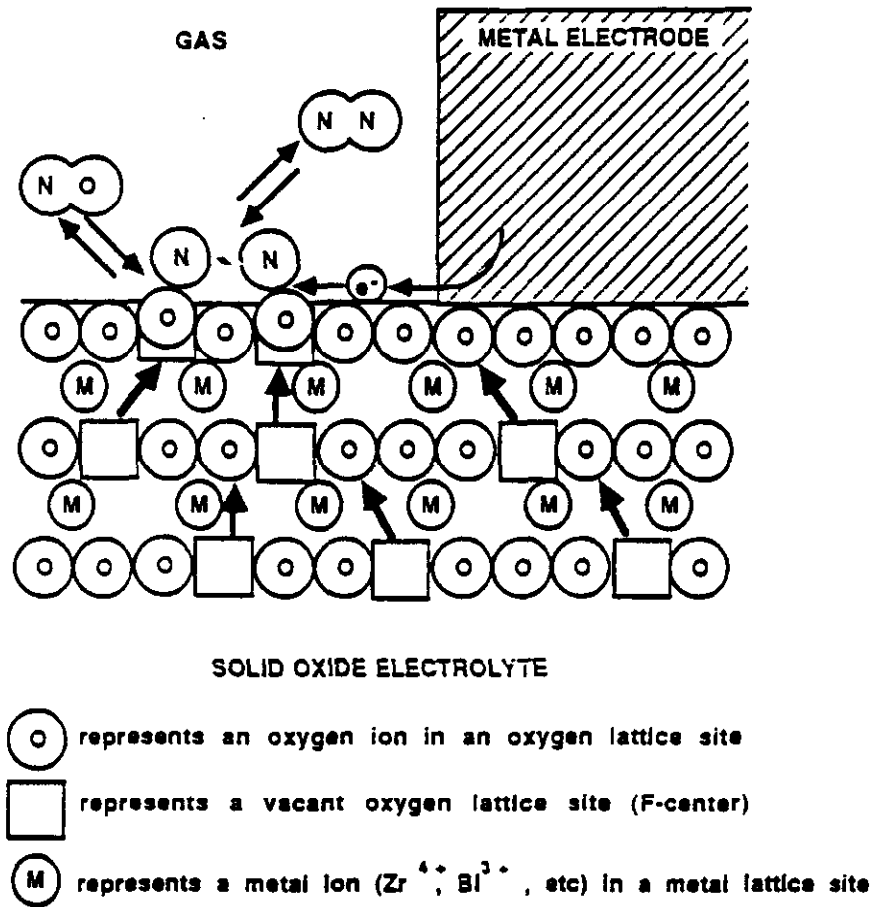 GAS METAL ELECTRODE
N N
N O
N N
e-
O O O O O O O O O O O O
M M M M M M
O O O O O O O O O
M M M M M M
O O O O O O O O O
SOLID OXIDE ELECTROLYTE
O represents an oxygen ion in an oxygen lattice site
represents a vacant oxygen lattice site (F-center)
M represents a metal ion (Zr⁴⁺, Bi³⁺, etc) in a metal lattice site